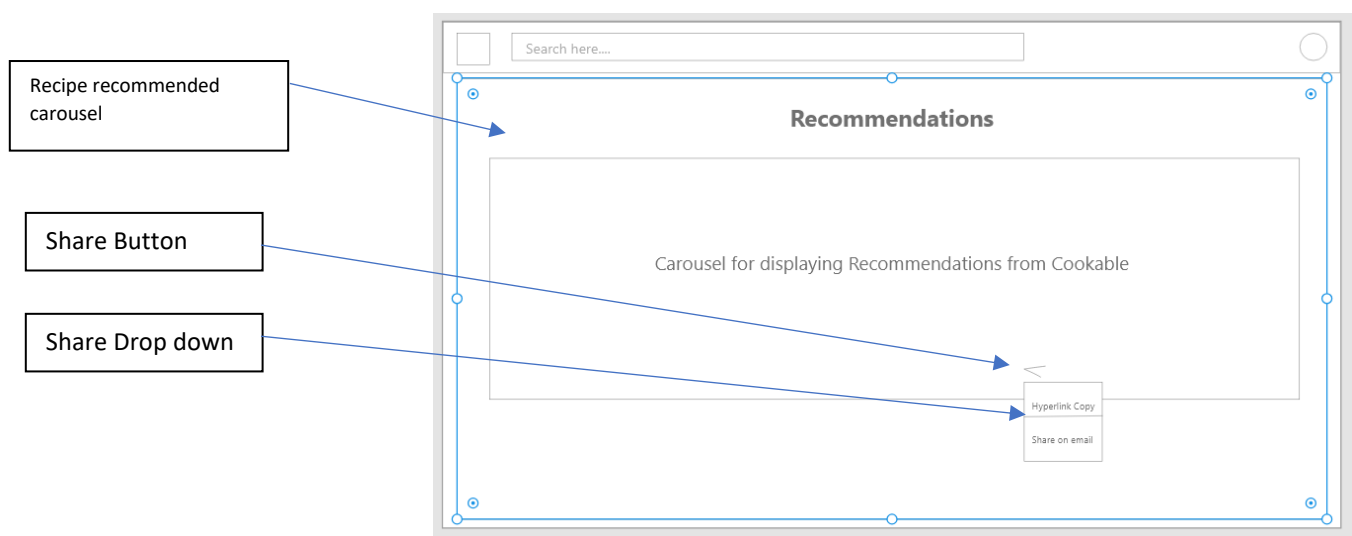 Search here....
Recipe recommended
carousel
Recommendations
Share Button
Carousel for displaying Recommendations from Cookable
Share Drop down
Hyperlink Copy
Share on email